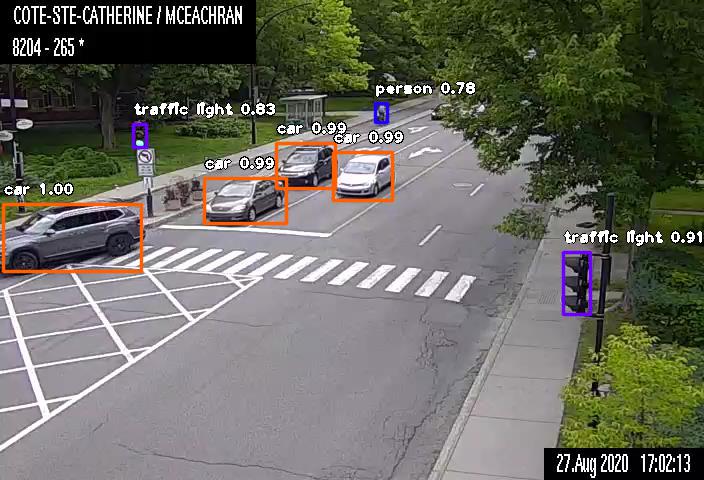 COTE-STE-CATHERINE / MCEACHRAN
8204 - 265 *
person 0.78
traffic light 0.83
car 0.99
car 0.99
car 0.99
car 1.00
traffic light 0.91
27.Aug 2020 17:02:13